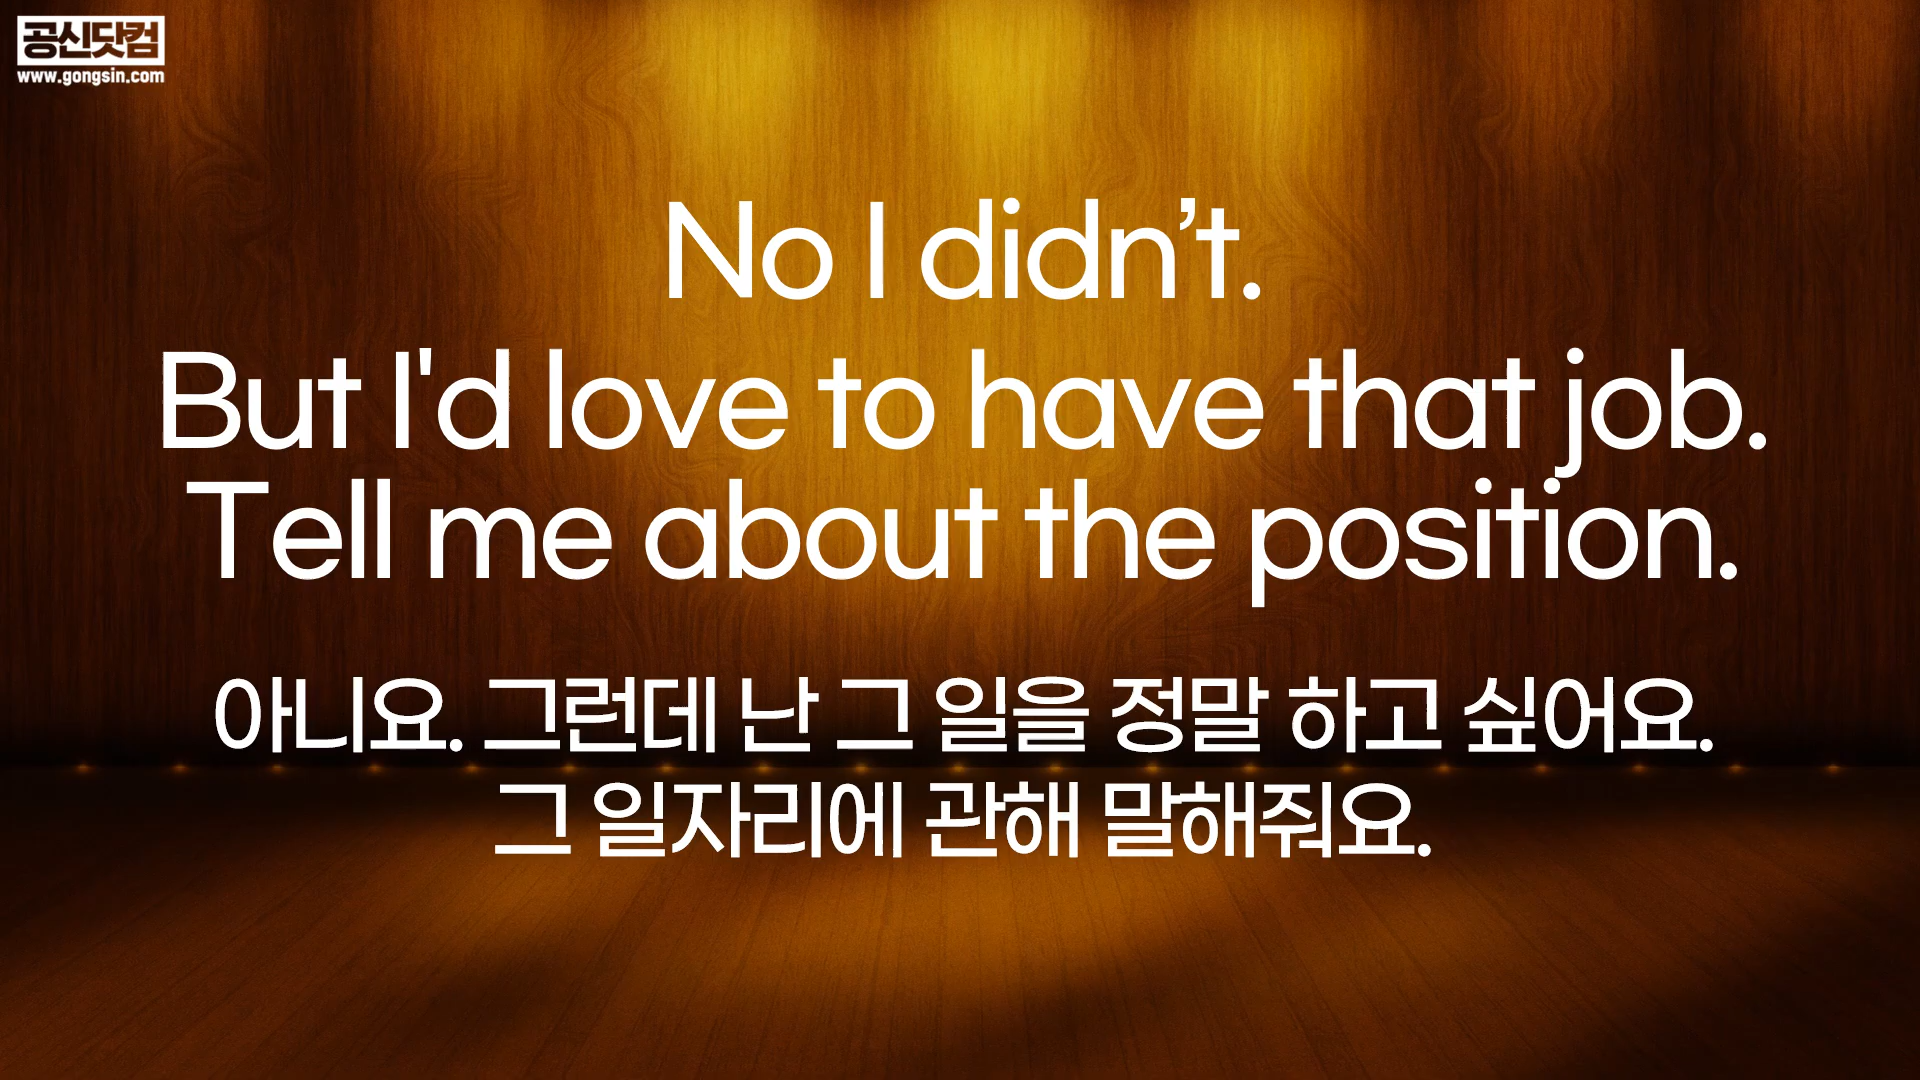 공신닷컴
www.gongsin.com
No I didn’t.
But I'd love to have that job.
Tell me about the position.
아니요. 그런데 난 그 일을 정말 하고 싶어요.
그 일자리에 관해 말해줘요.